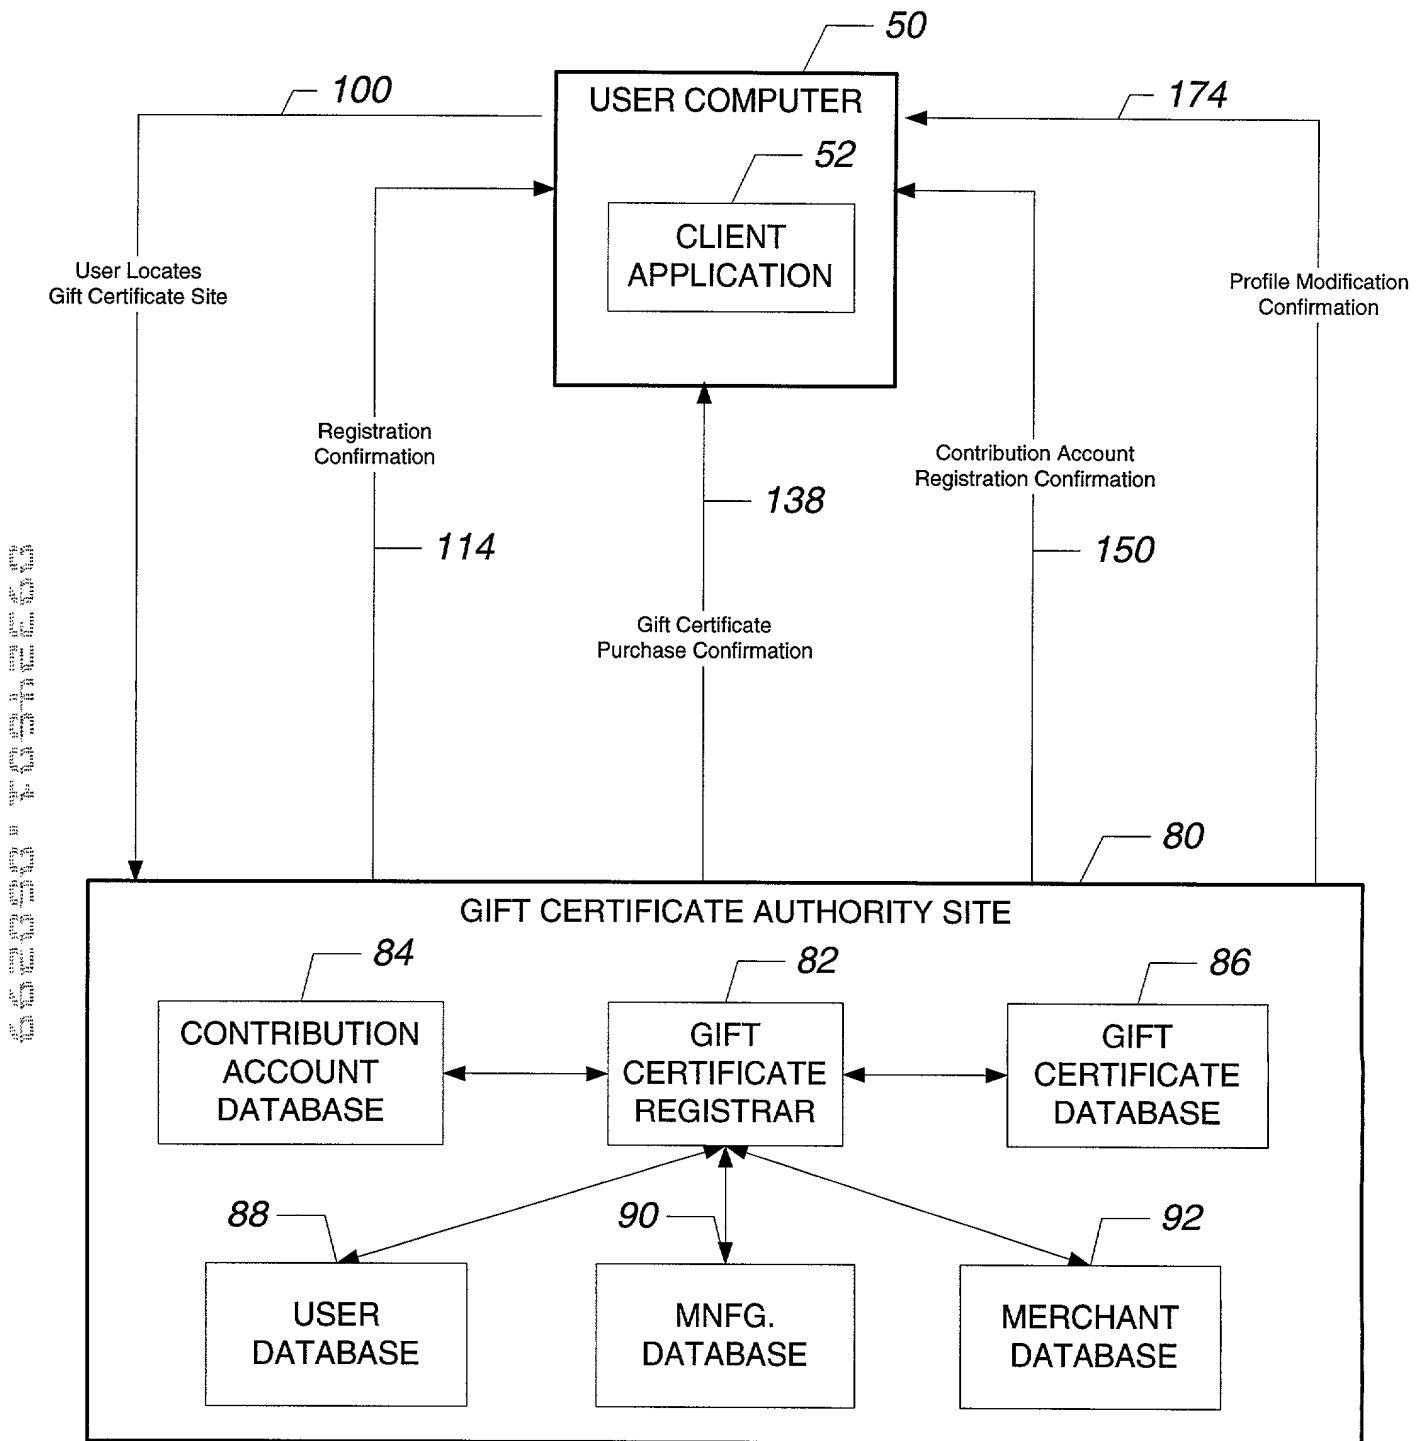 50
100
USER COMPUTER
174
52
CLIENT
APPLICATION
User Locates
Gift Certificate Site
Profile Modification
Confirmation
Registration
Confirmation
Contribution Account
Registration Confirmation
138
114
150
Gift Certificate
Purchase Confirmation
80
GIFT CERTIFICATE AUTHORITY SITE
84
82
86
CONTRIBUTION
ACCOUNT
DATABASE
GIFT
CERTIFICATE
REGISTRAR
GIFT
CERTIFICATE
DATABASE
88
90
92
USER
DATABASE
MNFG.
DATABASE
MERCHANT
DATABASE